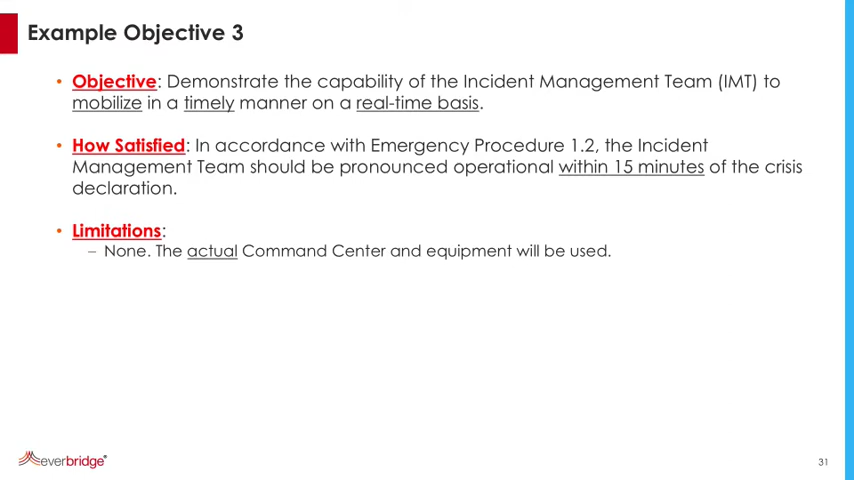 Example Objective 3
• Objective: Demonstrate the capability of the Incident Management Team (IMT) to
mobilize in a timely manner on a real-time basis.
• How Satisfied: In accordance with Emergency Procedure 1.2, the Incident
Management Team should be pronounced operational within 15 minutes of the crisis
declaration.
• Limitations:
– None. The actual Command Center and equipment will be used.
everbridge®
31